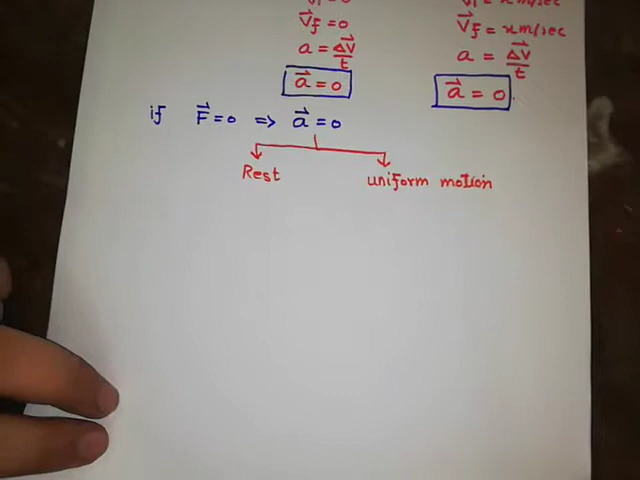 V⃗f = 0
a = ΔV⃗/t
a⃗ = 0
V⃗f = x m/sec
a = ΔV⃗/t
a⃗ = 0
if F⃗=0 => a⃗ = 0
Rest
uniform motion